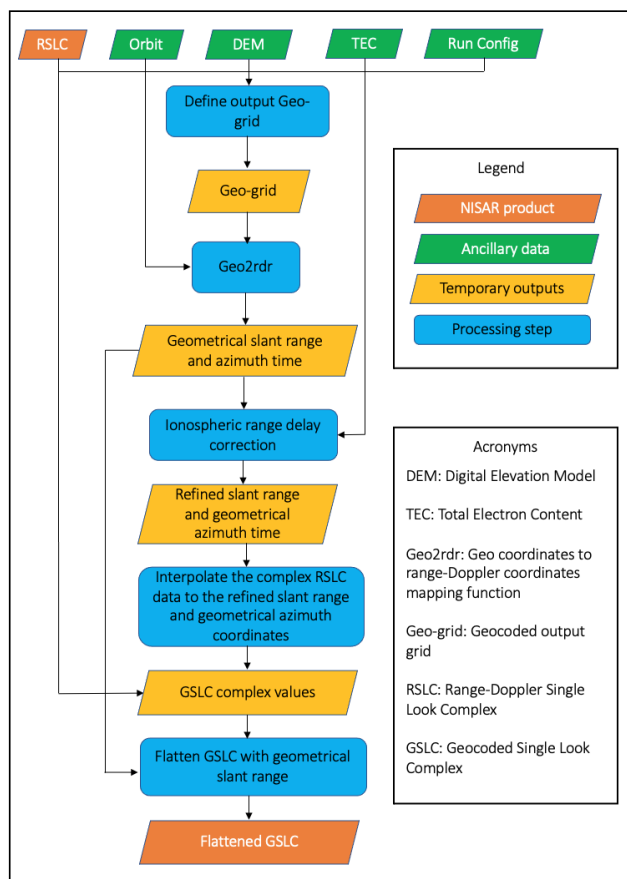 RSLC
Orbit
DEM
TEC
Run Config
Define output Geo-
grid
Geo-grid
Geo2rdr
Geometrical slant range
and azimuth time
Ionospheric range delay
correction
Refined slant range
and geometrical
azimuth time
Interpolate the complex RSLC
data to the refined slant range
and geometrical azimuth
coordinates
GSLC complex values
Flatten GSLC with geometrical
slant range
Flattened GSLC
Legend
NISAR product
Ancillary data
Temporary outputs
Processing step
Acronyms
DEM: Digital Elevation Model
TEC: Total Electron Content
Geo2rdr: Geo coordinates to
range-Doppler coordinates
mapping function
Geo-grid: Geocoded output
grid
RSLC: Range-Doppler Single
Look Complex
GSLC: Geocoded Single Look
Complex